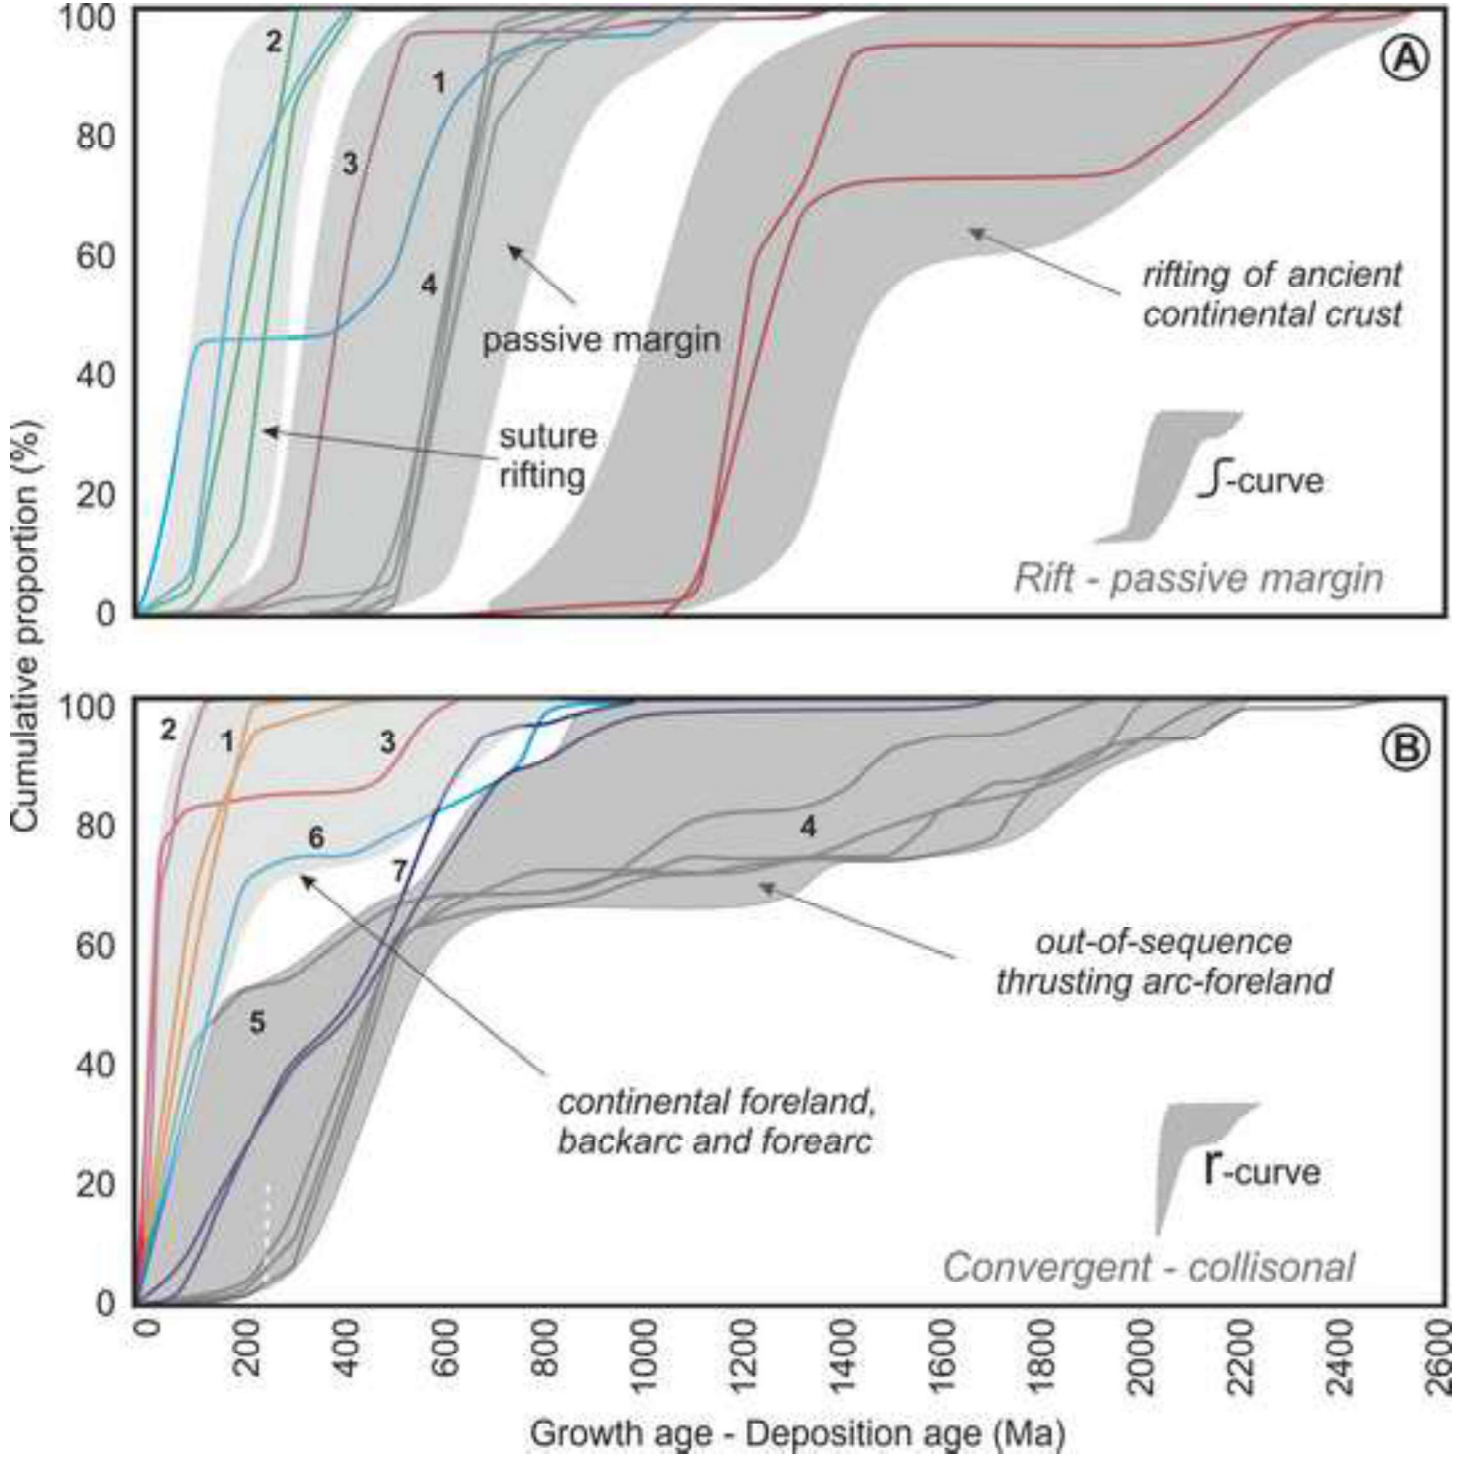 Cumulative proportion (%)
100
80
60
40
20
0
2
1
3
4
A
passive margin
suture
rifting
rifting of ancient
continental crust
∫-curve
Rift - passive margin
100
80
60
40
20
0
2
1
3
6
7
4
5
B
out-of-sequence
thrusting arc-foreland
continental foreland,
backarc and forearc
r-curve
Convergent - collisonal
0
200
400
600
800
1000
1200
1400
1600
1800
2000
2200
2400
2600
Growth age - Deposition age (Ma)